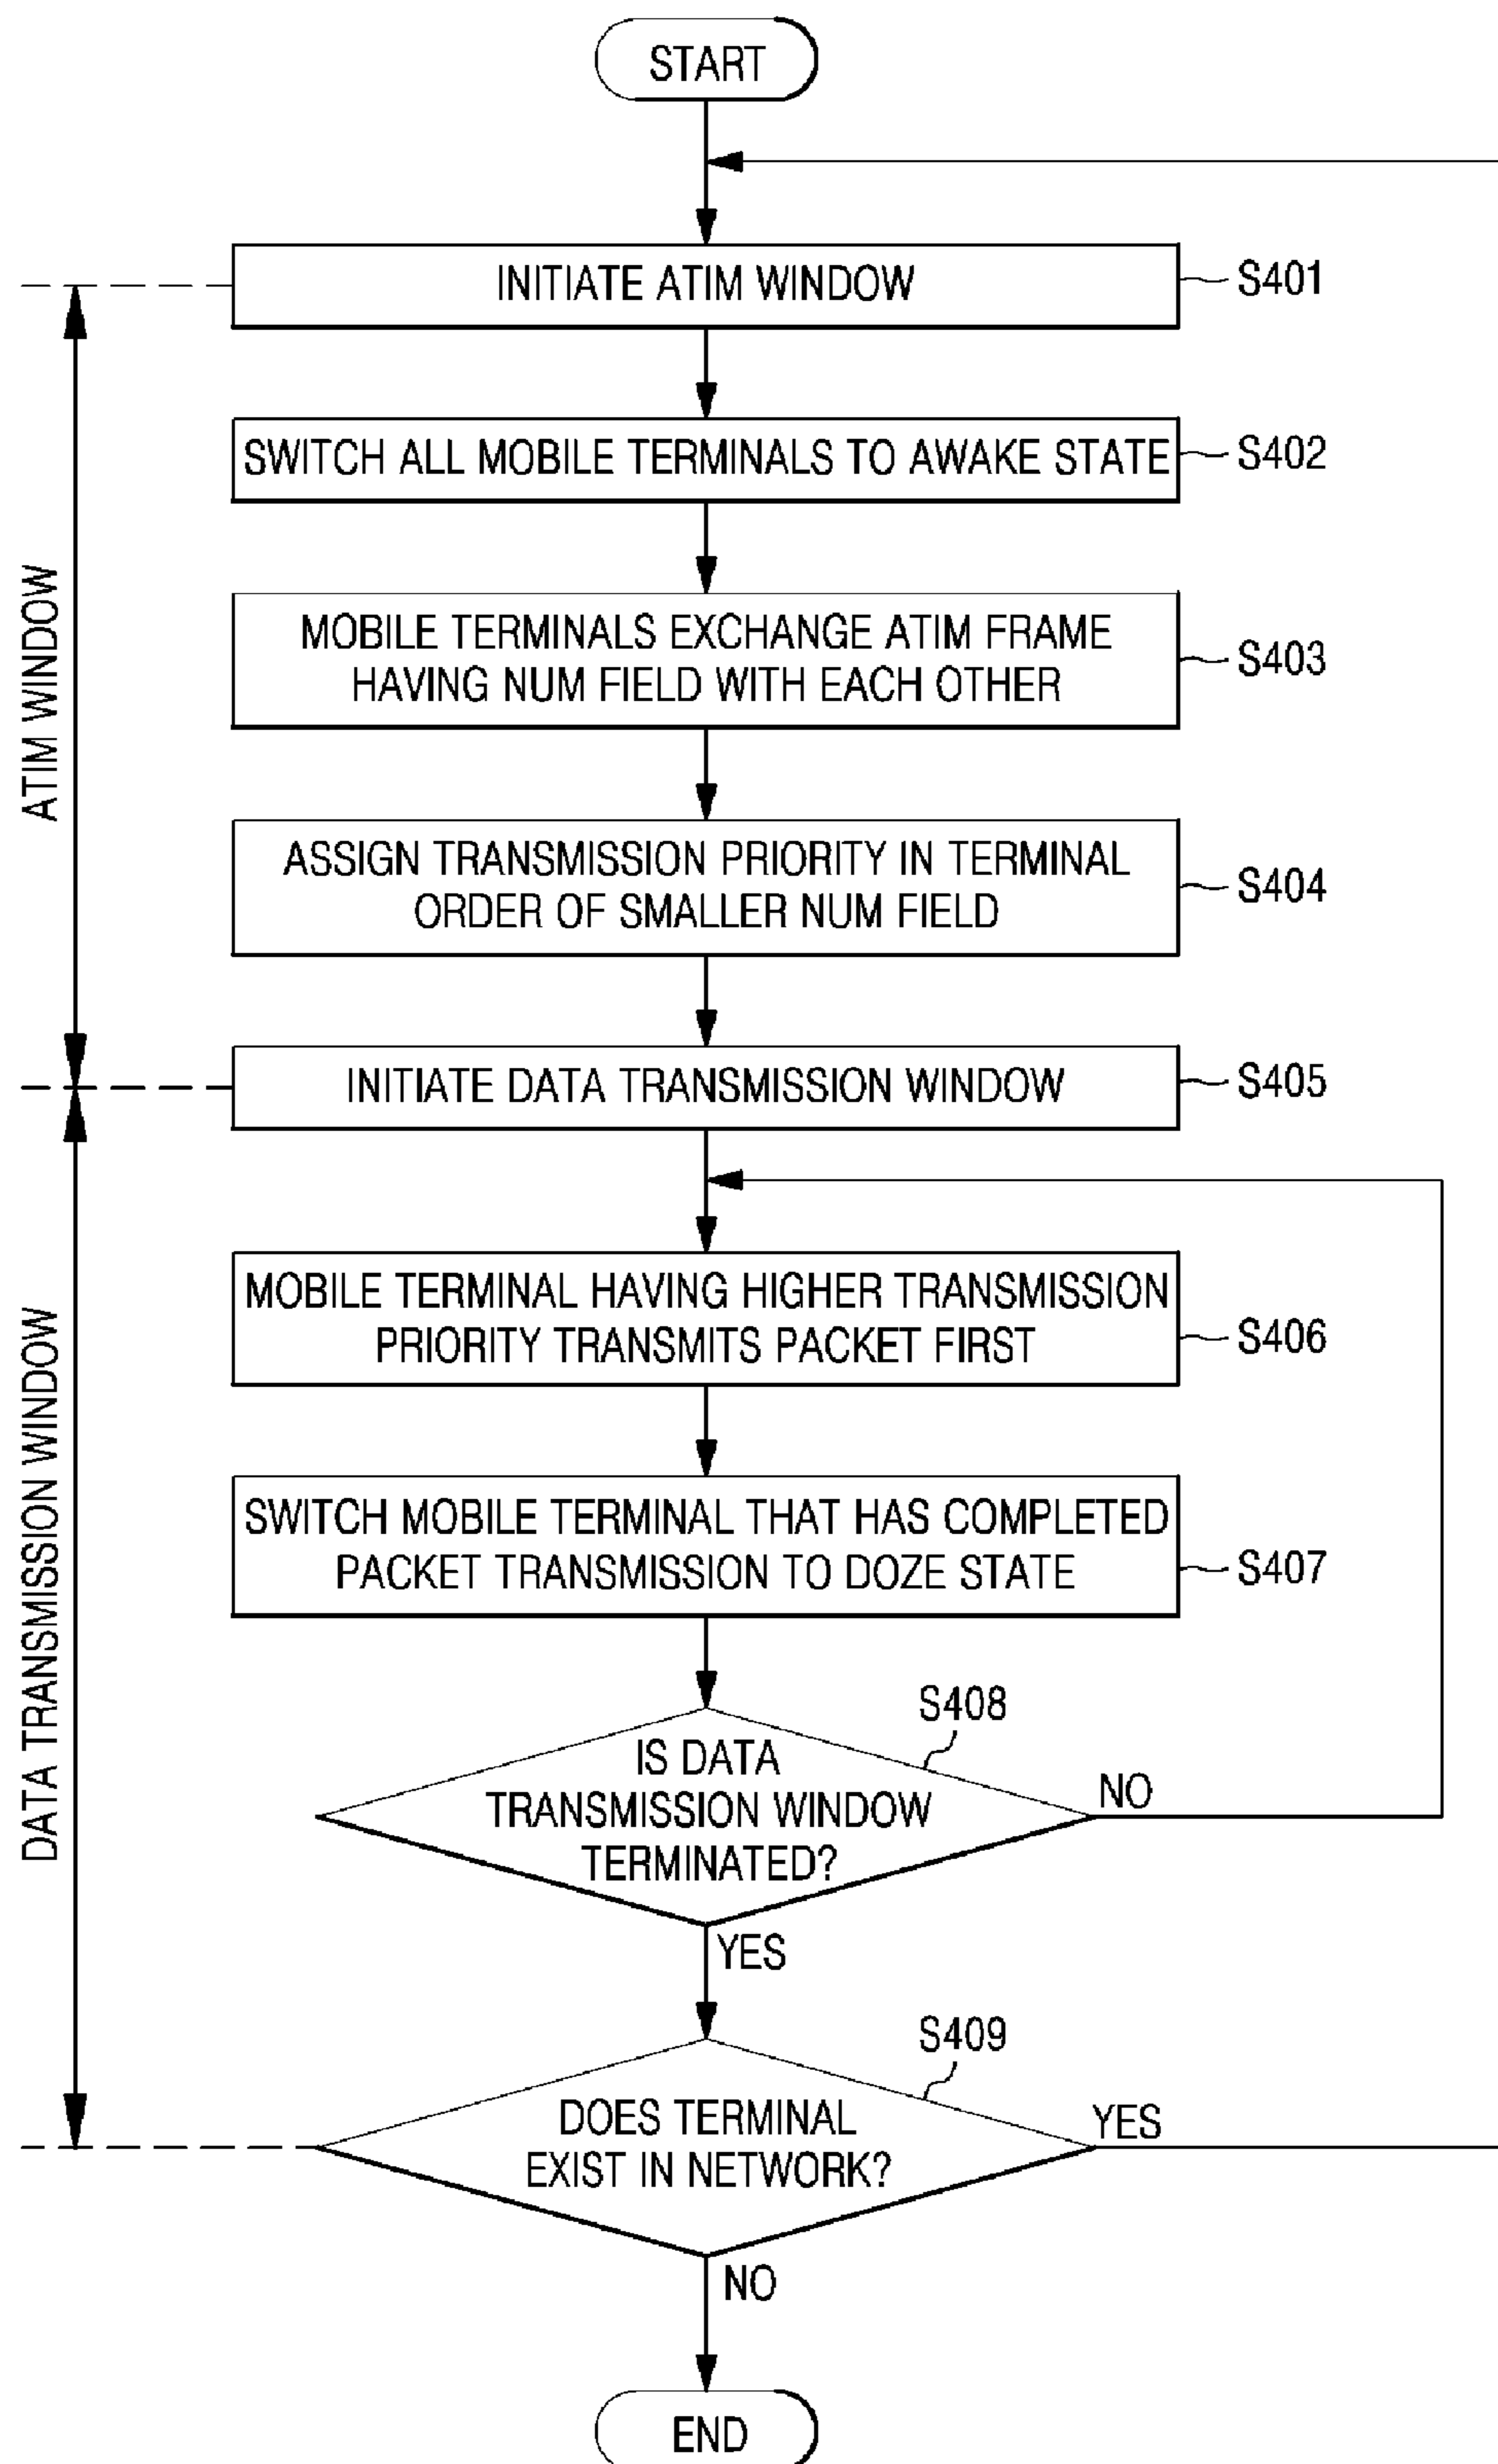 START
INITIATE ATIM WINDOW
S401
SWITCH ALL MOBILE TERMINALS TO AWAKE STATE
S402
MOBILE TERMINALS EXCHANGE ATIM FRAME
HAVING NUM FIELD WITH EACH OTHER
S403
ATIM WINDOW
ASSIGN TRANSMISSION PRIORITY IN TERMINAL
ORDER OF SMALLER NUM FIELD
S404
INITIATE DATA TRANSMISSION WINDOW
S405
MOBILE TERMINAL HAVING HIGHER TRANSMISSION
PRIORITY TRANSMITS PACKET FIRST
S406
DATA TRANSMISSION WINDOW
SWITCH MOBILE TERMINAL THAT HAS COMPLETED
PACKET TRANSMISSION TO DOZE STATE
S407
S408
IS DATA
TRANSMISSION WINDOW
TERMINATED?
NO
YES
S409
DOES TERMINAL
EXIST IN NETWORK?
YES
NO
END